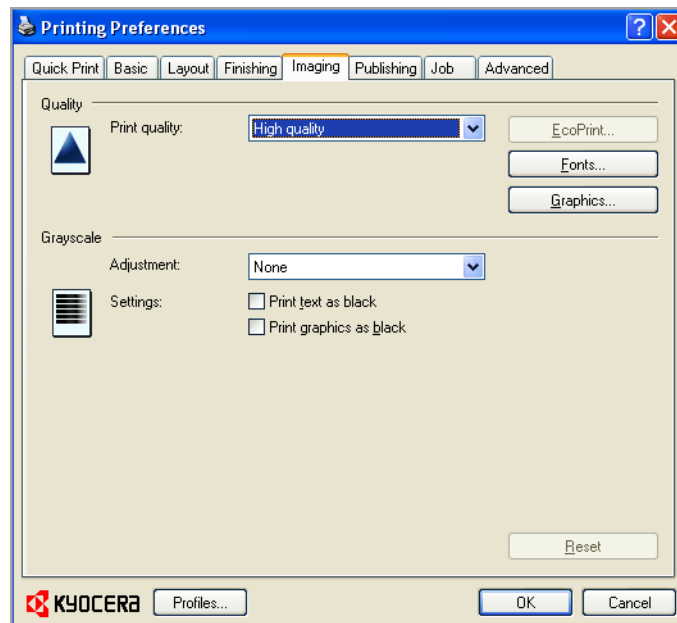 Printing Preferences
Quick Print Basic Layout Finishing Imaging Publishing Job Advanced
Quality
Print quality: High quality EcoPrint...
Fonts...
Graphics...
Grayscale
Adjustment: None
Settings: Print text as black
Print graphics as black
Reset
KYOCERA Profiles... OK Cancel